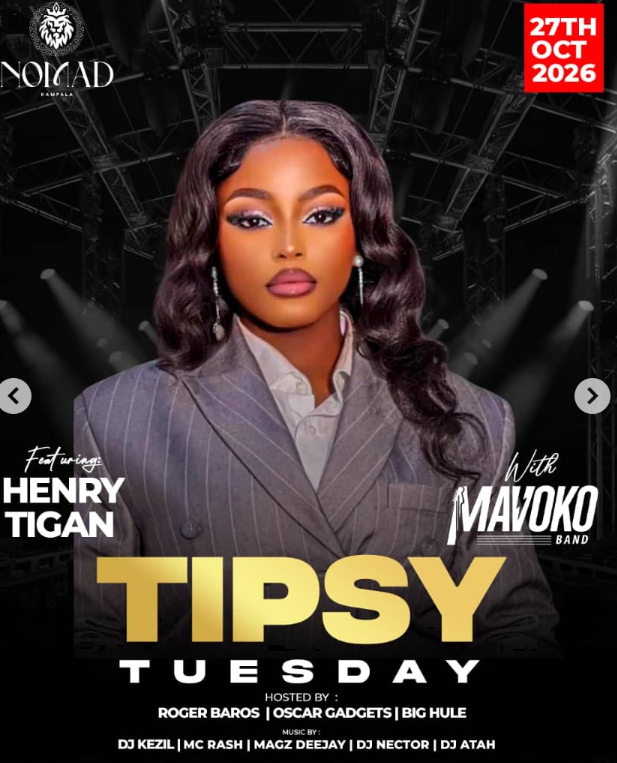 NOMAD
KAMPALA
27TH
OCT
2026
Featuring:
HENRY
TIGAN
With
MAVOKO
BAND
TIPSY
TUESDAY
HOSTED BY :
ROGER BAROS | OSCAR GADGETS | BIG HULE
MUSIC BY :
DJ KEZIL | MC RASH | MAGZ DEEJAY | DJ NECTOR | DJ ATAH